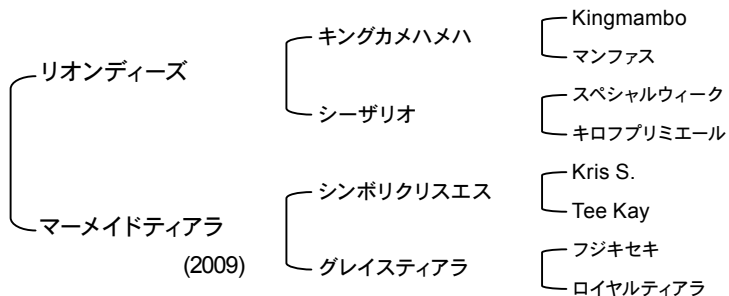 リオンディーズ
マーメイドティアラ
(2009)
キングカメハメハ
シーザリオ
シンボリクリスエス
グレイスティアラ
Kingmambo
マンファス
スペシャルウィーク
キロフプリミエール
Kris S.
Tee Kay
フジキセキ
ロイヤルティアラ